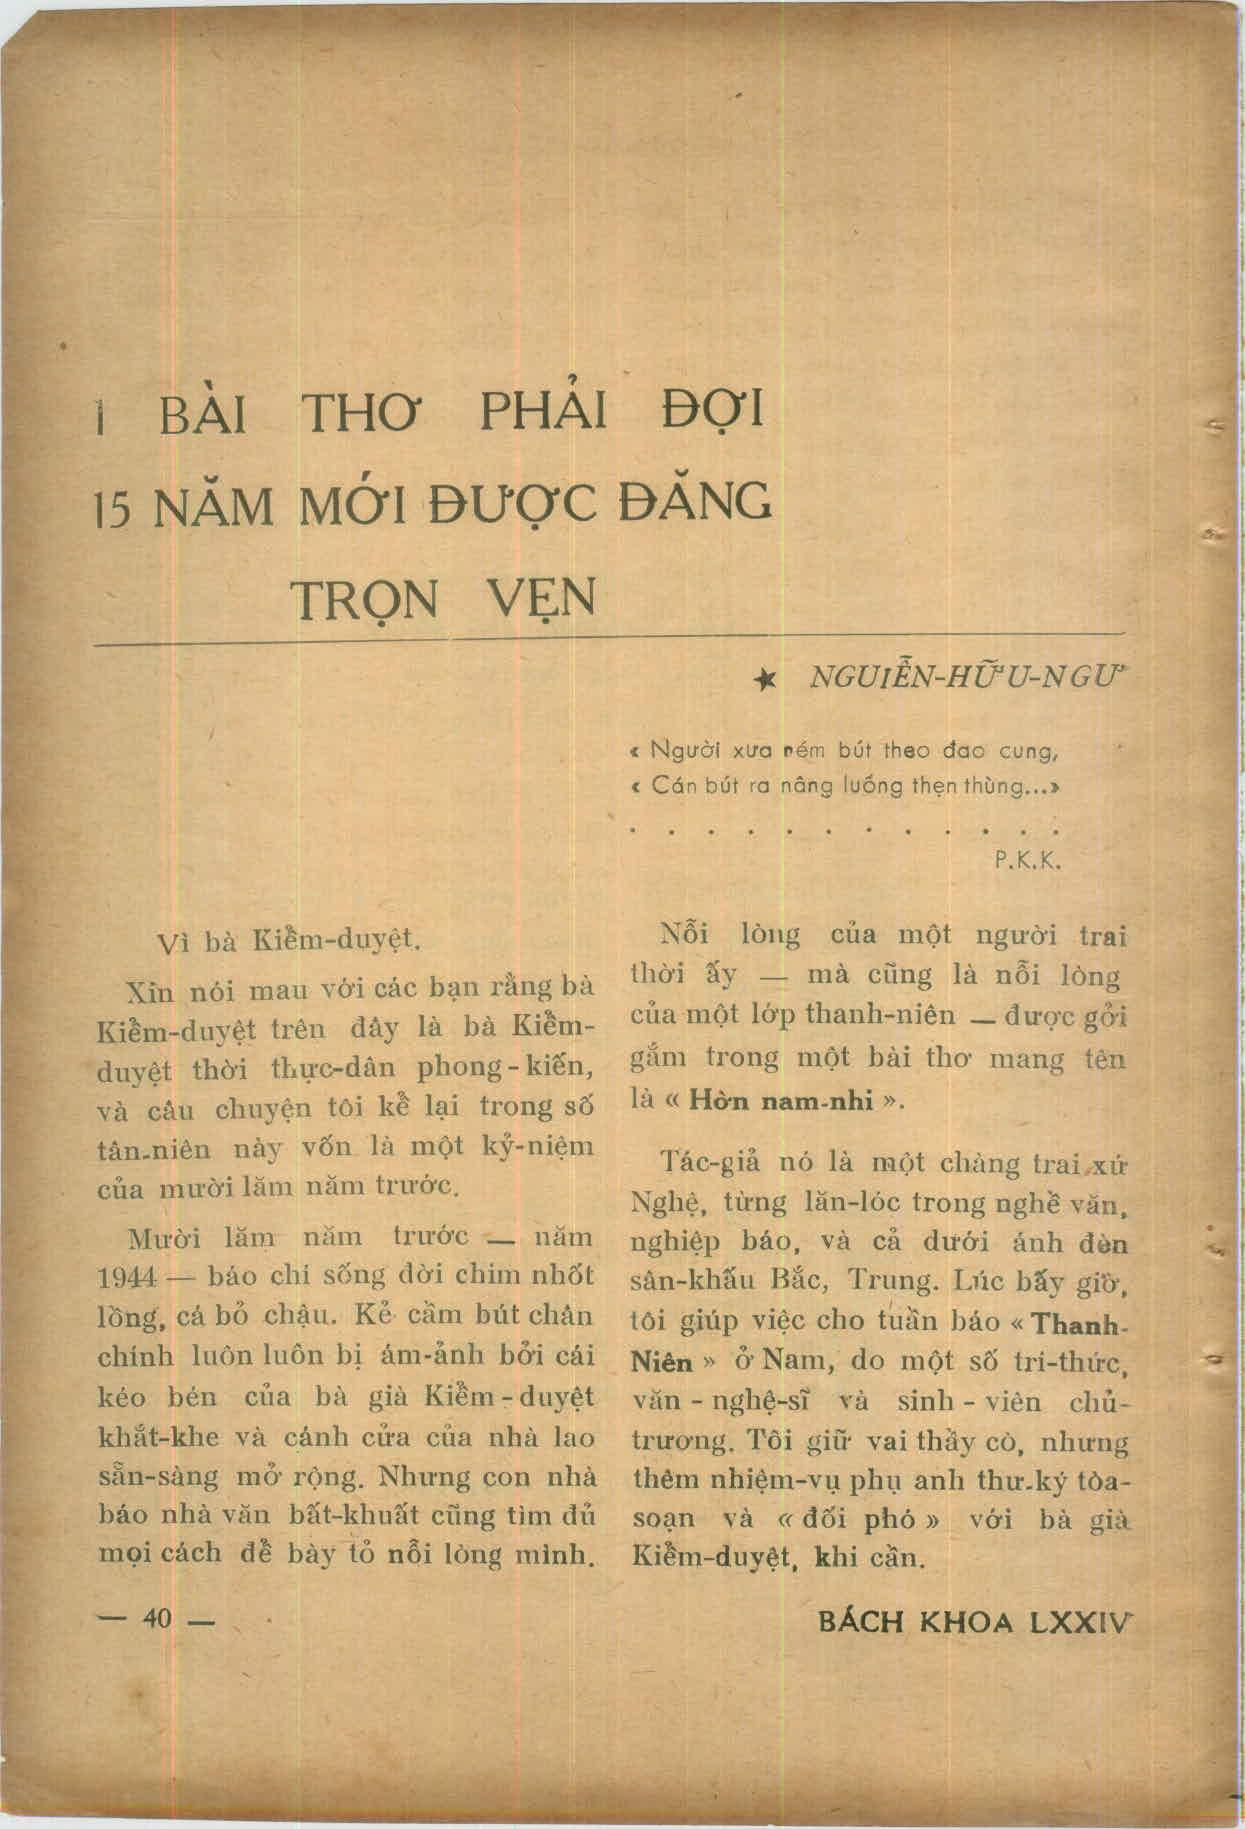 1 BÀI THƠ PHẢI ĐỢI
15 NĂM MỚI ĐƯỢC ĐĂNG
TRỌN VẸN
★ NGUIỄN-HỮU-NGƯ
« Người xưa ném bút theo đao cung,
« Cán bút ra nâng luống thẹn thùng...»
. . . . . . . . . . . .
P.K.K.
Vì bà Kiểm-duyệt.
Xin nói mau với các bạn rằng bà
Kiểm-duyệt trên đây là bà Kiểm-
duyệt thời thực-dân phong-kiến,
và câu chuyện tôi kể lại trong số
tân-niên này vốn là một kỷ-niệm
của mười lăm năm trước.
Mười lăm năm trước — năm
1944 — báo chí sống đời chim nhốt
lồng, cá bỏ chậu. Kẻ cầm bút chân
chính luôn luôn bị ám-ảnh bởi cái
kéo bén của bà già Kiểm-duyệt
khắt-khe và cánh cửa của nhà lao
sẵn-sàng mở rộng. Nhưng con nhà
báo nhà văn bất-khuất cũng tìm đủ
mọi cách để bày tỏ nỗi lòng mình.
Nỗi lòng của một người trai
thời ấy — mà cũng là nỗi lòng
của một lớp thanh-niên — được gởi
gắm trong một bài thơ mang tên
là « Hờn nam-nhi ».
Tác-giả nó là một chàng trai xứ
Nghệ, từng lăn-lóc trong nghề văn,
nghiệp báo, và cả dưới ánh đèn
sân-khấu Bắc, Trung. Lúc bấy giờ,
tôi giúp việc cho tuần báo « Thanh-
Niên » ở Nam, do một số trí-thức,
văn-nghệ-sĩ và sinh-viên chủ-
trương. Tôi giữ vai thầy cò, nhưng
thêm nhiệm-vụ phụ anh thư-ký tòa-
soạn và « đối phó » với bà già
Kiểm-duyệt, khi cần.
— 40 —
BÁCH KHOA LXXIV